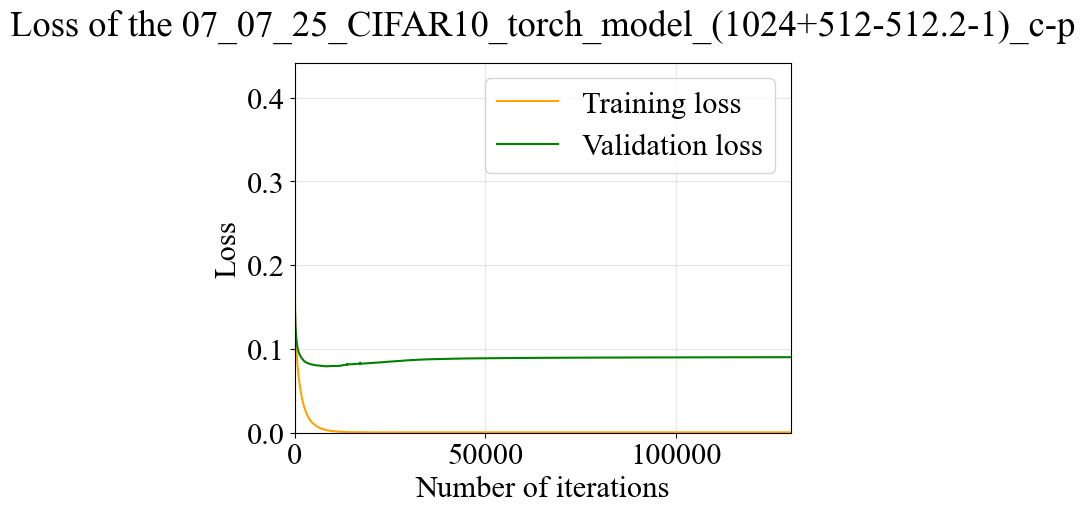 Loss of the 07_07_25_CIFAR10_torch_model_(1024+512-512.2-1)_c-p
Training loss
Validation loss
Loss
0.4
0.3
0.2
0.1
0.0
0
50000
100000
Number of iterations